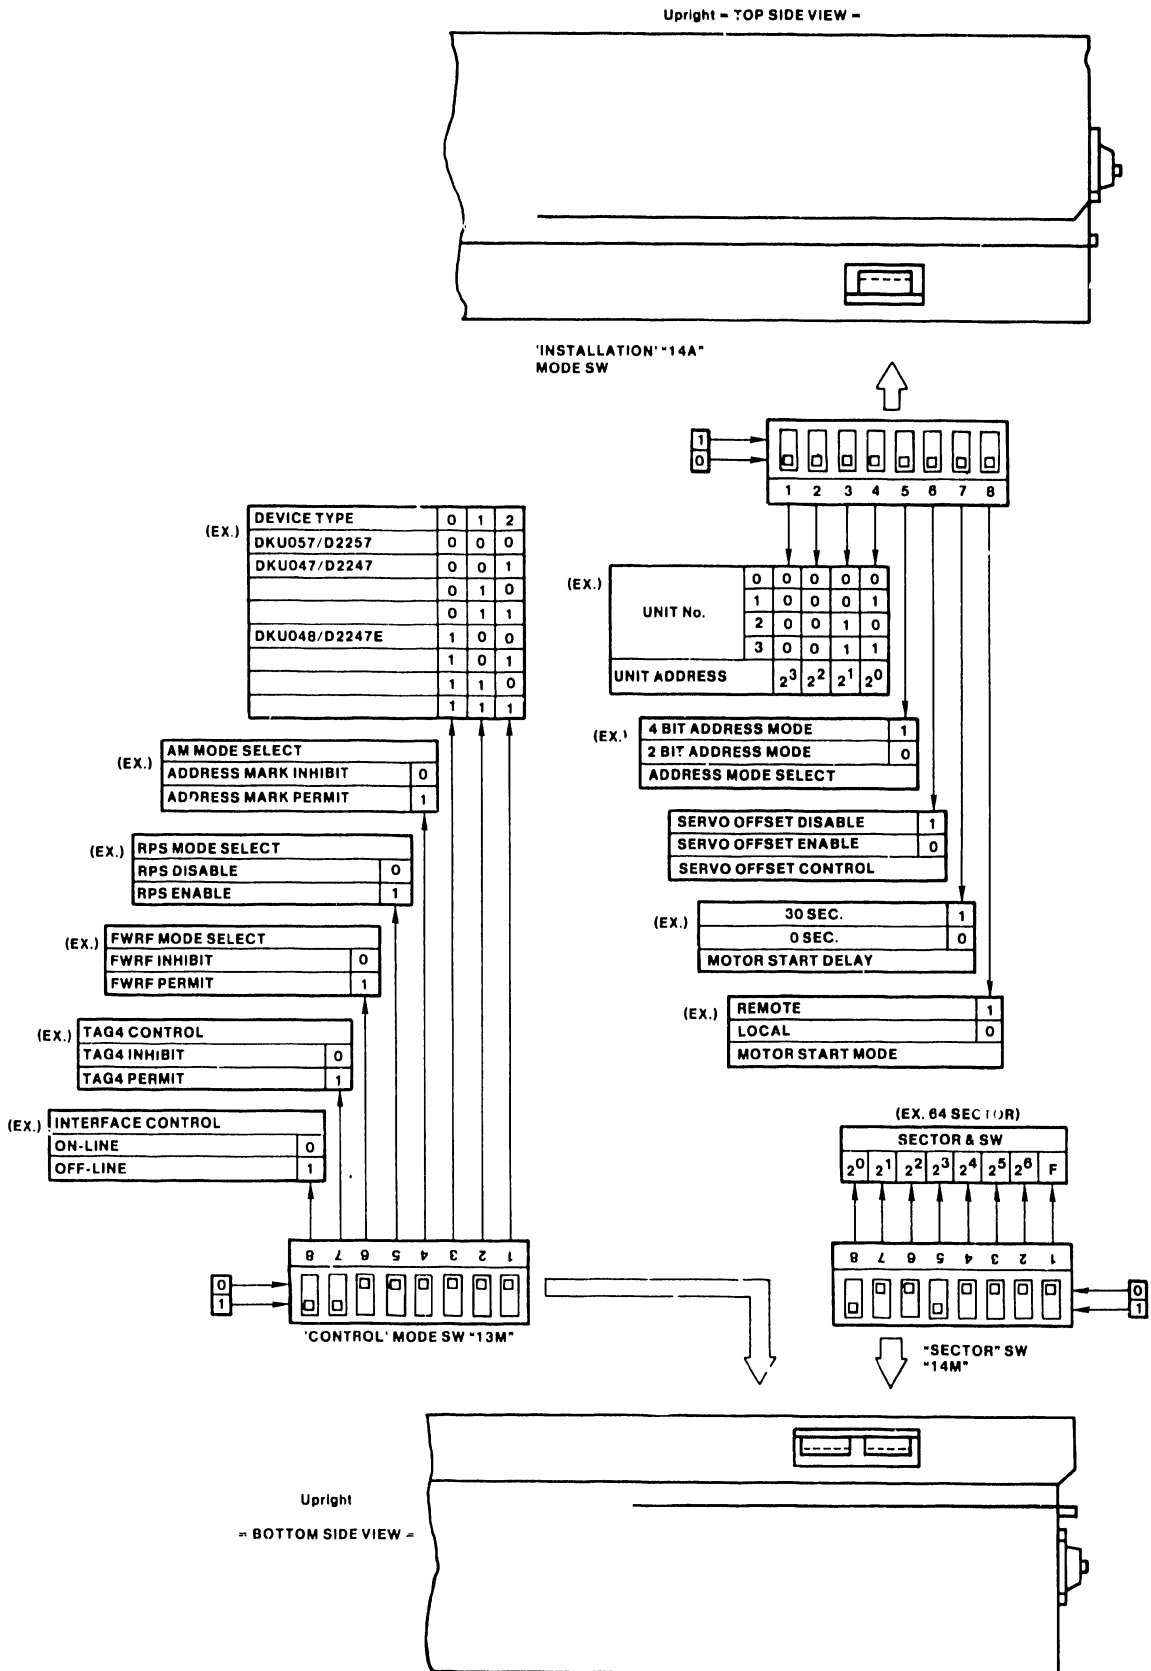 Upright = TOP SIDE VIEW =
'INSTALLATION' "14A"
MODE SW
1
0
1 2 3 4 5 6 7 8
(EX.)
DEVICE TYPE 0 1 2
DKU057/D2257 0 0 0
DKU047/D2247 0 0 1
0 1 0
0 1 1
DKU048/D2247E 1 0 0
1 0 1
1 1 0
1 1 1
(EX.)
UNIT No.
0 0 0 0 0
1 0 0 0 1
2 0 0 1 0
3 0 0 1 1
UNIT ADDRESS 2³ 2² 2¹ 2⁰
(EX.)
4 BIT ADDRESS MODE 1
2 BIT ADDRESS MODE 0
ADDRESS MODE SELECT
SERVO OFFSET DISABLE 1
SERVO OFFSET ENABLE 0
SERVO OFFSET CONTROL
(EX.)
30 SEC. 1
0 SEC. 0
MOTOR START DELAY
(EX.)
REMOTE 1
LOCAL 0
MOTOR START MODE
(EX.)
AM MODE SELECT
ADDRESS MARK INHIBIT 0
ADDRESS MARK PERMIT 1
(EX.)
RPS MODE SELECT
RPS DISABLE 0
RPS ENABLE 1
(EX.)
FWRF MODE SELECT
FWRF INHIBIT 0
FWRF PERMIT 1
(EX.)
TAG4 CONTROL
TAG4 INHIBIT 0
TAG4 PERMIT 1
(EX.)
INTERFACE CONTROL
ON-LINE 0
OFF-LINE 1
8 7 6 5 4 3 2 1
0
1
'CONTROL' MODE SW "13M"
(EX. 64 SECTOR)
SECTOR & SW
2⁰ 2¹ 2² 2³ 2⁴ 2⁵ 2⁶ F
8 7 6 5 4 3 2 1
0
1
"SECTOR" SW
"14M"
Upright
= BOTTOM SIDE VIEW =